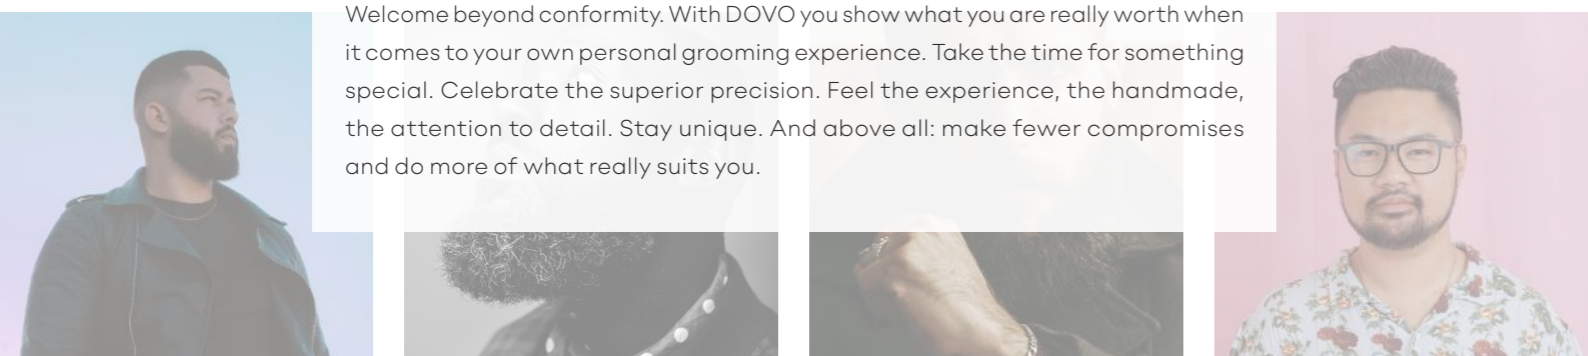 Welcome beyond conformity. With DOVO you show what you are really worth when
it comes to your own personal grooming experience. Take the time for something
special. Celebrate the superior precision. Feel the experience, the handmade,
the attention to detail. Stay unique. And above all: make fewer compromises
and do more of what really suits you.